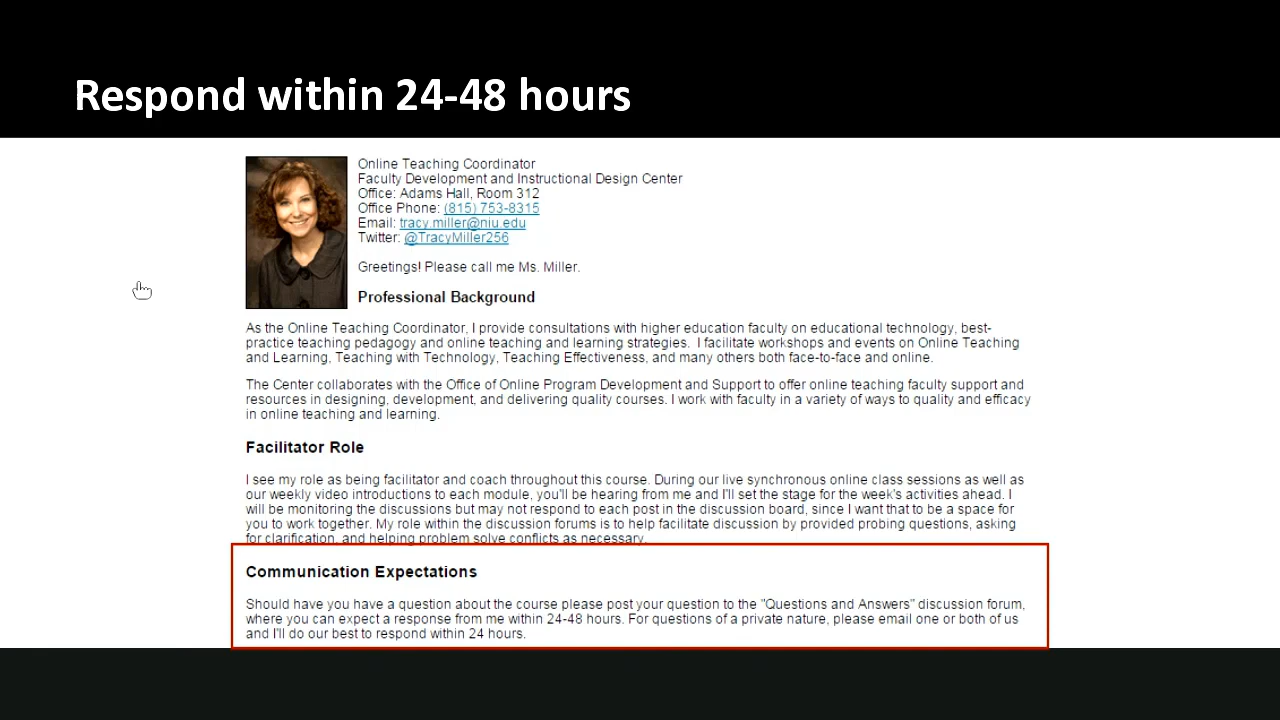 Respond within 24-48 hours
Online Teaching Coordinator
Faculty Development and Instructional Design Center
Office: Adams Hall, Room 312
Office Phone: (815) 753-8315
Email: tracy.miller@niu.edu
Twitter: @TracyMiller256
Greetings! Please call me Ms. Miller.
Professional Background
As the Online Teaching Coordinator, I provide consultations with higher education faculty on educational technology, best-
practice teaching pedagogy and online teaching and learning strategies. I facilitate workshops and events on Online Teaching
and Learning, Teaching with Technology, Teaching Effectiveness, and many others both face-to-face and online.
The Center collaborates with the Office of Online Program Development and Support to offer online teaching faculty support and
resources in designing, development, and delivering quality courses. I work with faculty in a variety of ways to quality and efficacy
in online teaching and learning.
Facilitator Role
I see my role as being facilitator and coach throughout this course. During our live synchronous online class sessions as well as
our weekly video introductions to each module, you'll be hearing from me and I'll set the stage for the week's activities ahead. I
will be monitoring the discussions but may not respond to each post in the discussion board, since I want that to be a space for
you to work together. My role within the discussion forums is to help facilitate discussion by provided probing questions, asking
for clarification, and helping problem solve conflicts as necessary.
Communication Expectations
Should have you have a question about the course please post your question to the "Questions and Answers" discussion forum,
where you can expect a response from me within 24-48 hours. For questions of a private nature, please email one or both of us
and I'll do our best to respond within 24 hours.